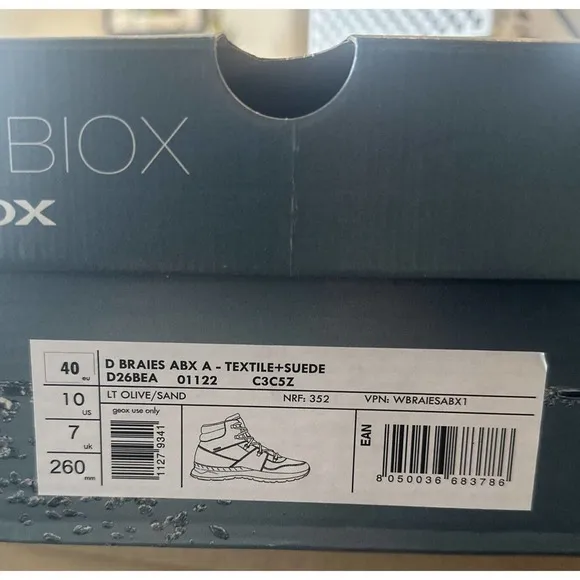 BIOX
OX
40 eu
D BRAIES ABX A - TEXTILE+SUEDE
D26BEA 01122 C3C5Z
10 us
LT OLIVE/SAND NRF: 352 VPN: WBRAIESABX1
geox use only
7 uk
260 mm
1127 9341
EAN
8 050036 683786